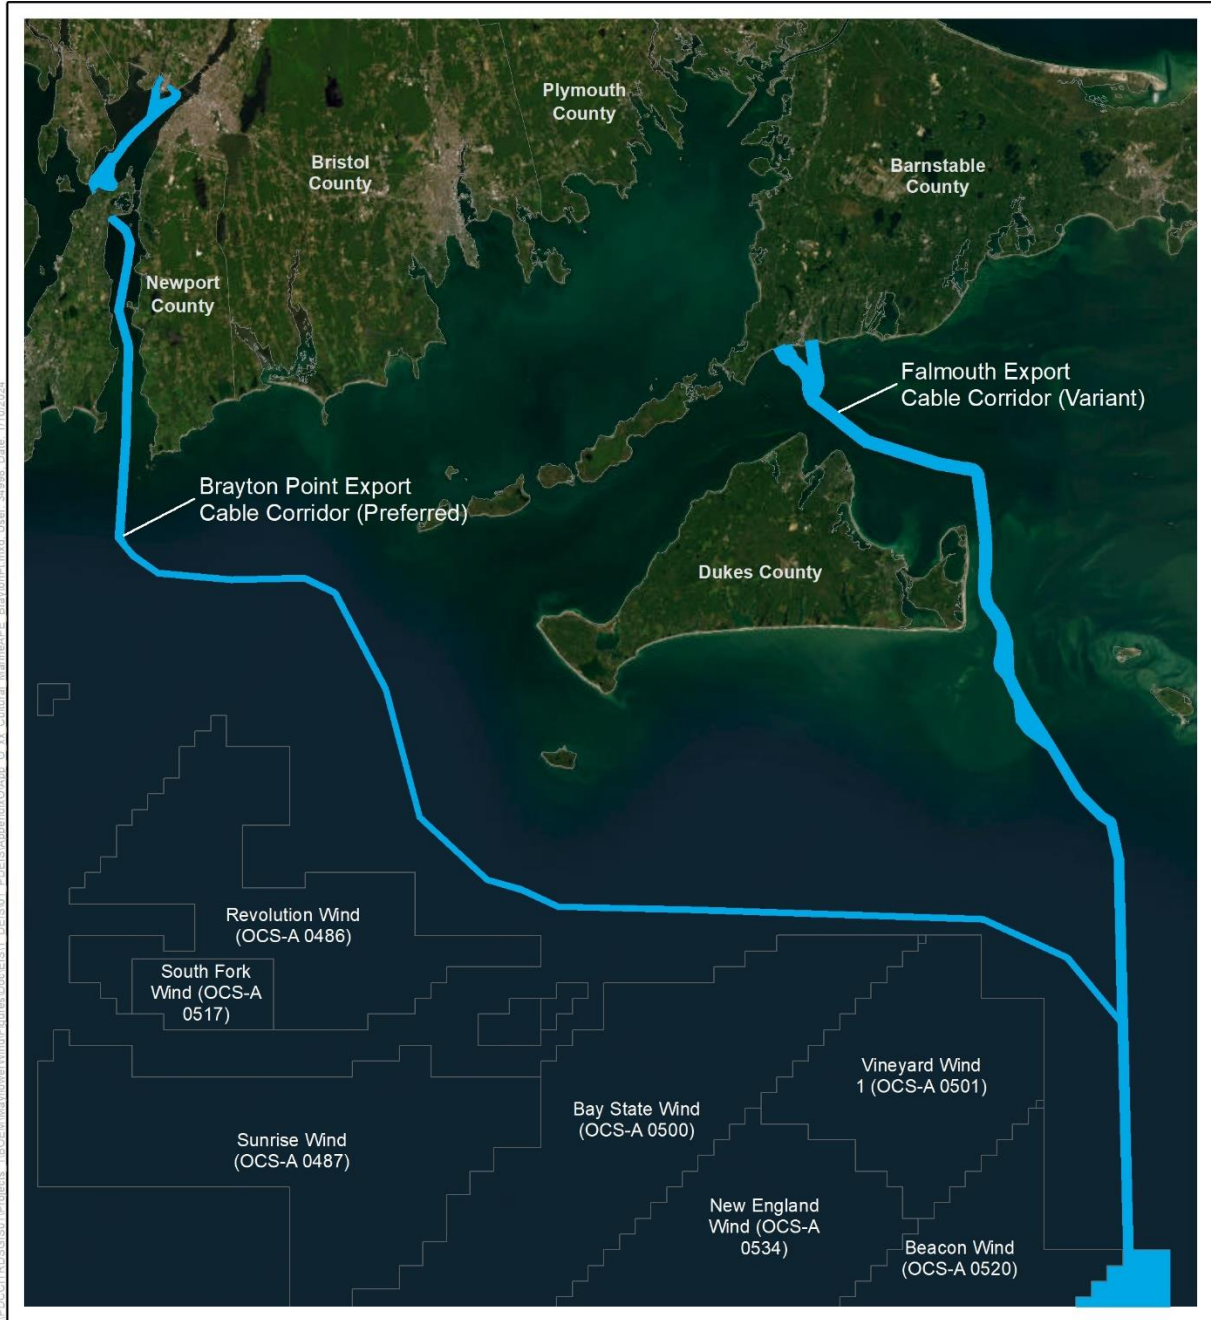 Plymouth
County
Bristol
County
Barnstable
County
Newport
County
Falmouth Export
Cable Corridor (Variant)
Brayton Point Export
Cable Corridor (Preferred)
Dukes County
Revolution Wind
(OCS-A 0486)
South Fork
Wind (OCS-A
0517)
Vineyard Wind
1 (OCS-A 0501)
Bay State Wind
(OCS-A 0500)
Sunrise Wind
(OCS-A 0487)
New England
Wind (OCS-A
0534)
Beacon Wind
(OCS-A 0520)